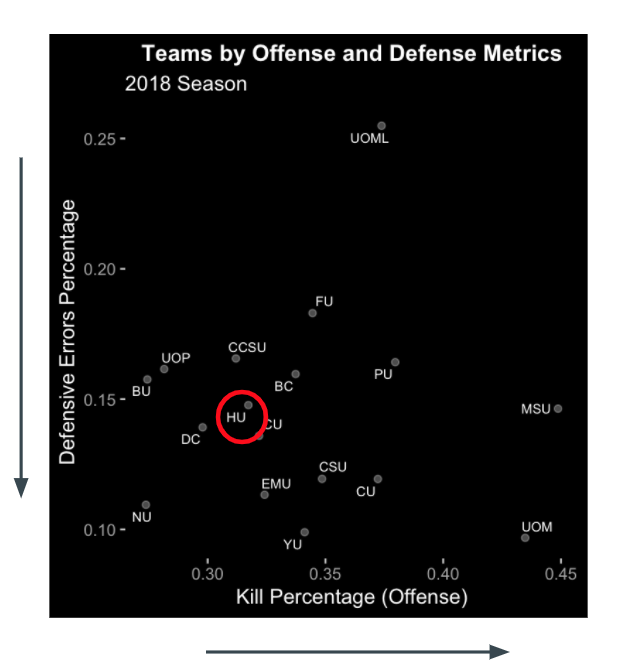 Teams by Offense and Defense Metrics
2018 Season
Defensive Errors Percentage
0.25
0.20
0.15
0.10
UOML
FU
CCSU
UOP
PU
BC
BU
MSU
HU
CU
DC
CSU
EMU
CU
NU
UOM
YU
0.30 0.35 0.40 0.45
Kill Percentage (Offense)